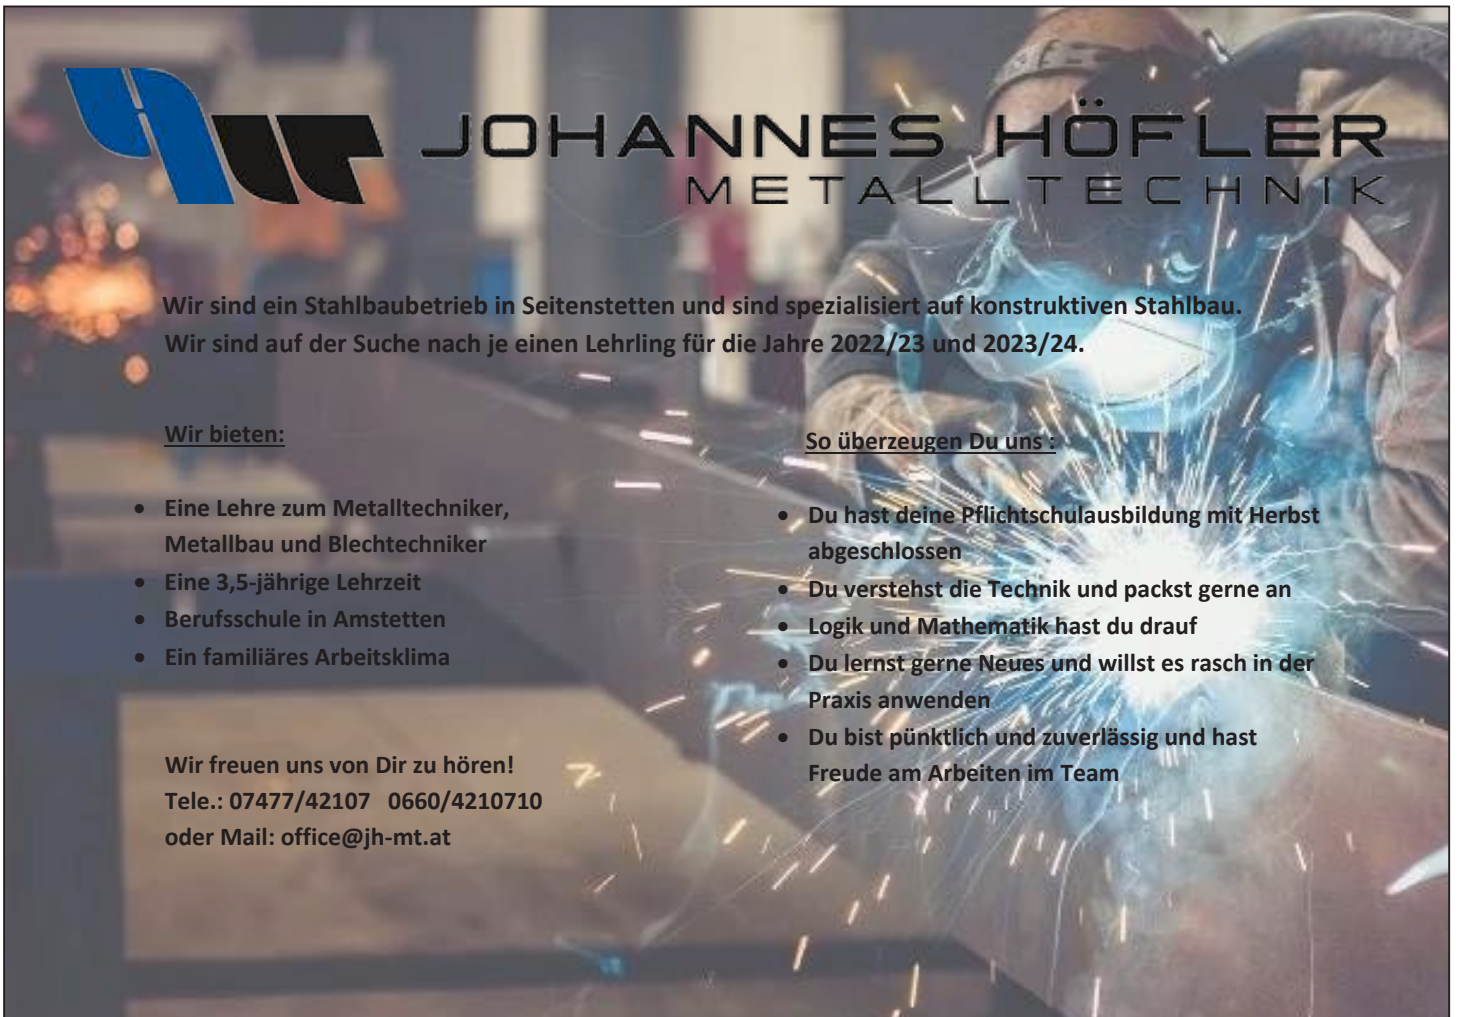 JOHANNES HÖFLER
METALLTECHNIK
Wir sind ein Stahlbaubetrieb in Seitenstetten und sind spezialisiert auf konstruktiven Stahlbau.
Wir sind auf der Suche nach je einen Lehrling für die Jahre 2022/23 und 2023/24.
Wir bieten:
• Eine Lehre zum Metalltechniker,
Metallbau und Blechtechniker
• Eine 3,5-jährige Lehrzeit
• Berufsschule in Amstetten
• Ein familiäres Arbeitsklima
Wir freuen uns von Dir zu hören!
Tele.: 07477/42107 0660/4210710
oder Mail: office@jh-mt.at
So überzeugen Du uns :
• Du hast deine Pflichtschulausbildung mit Herbst
abgeschlossen
• Du verstehst die Technik und packst gerne an
• Logik und Mathematik hast du drauf
• Du lernst gerne Neues und willst es rasch in der
Praxis anwenden
• Du bist pünktlich und zuverlässig und hast
Freude am Arbeiten im Team